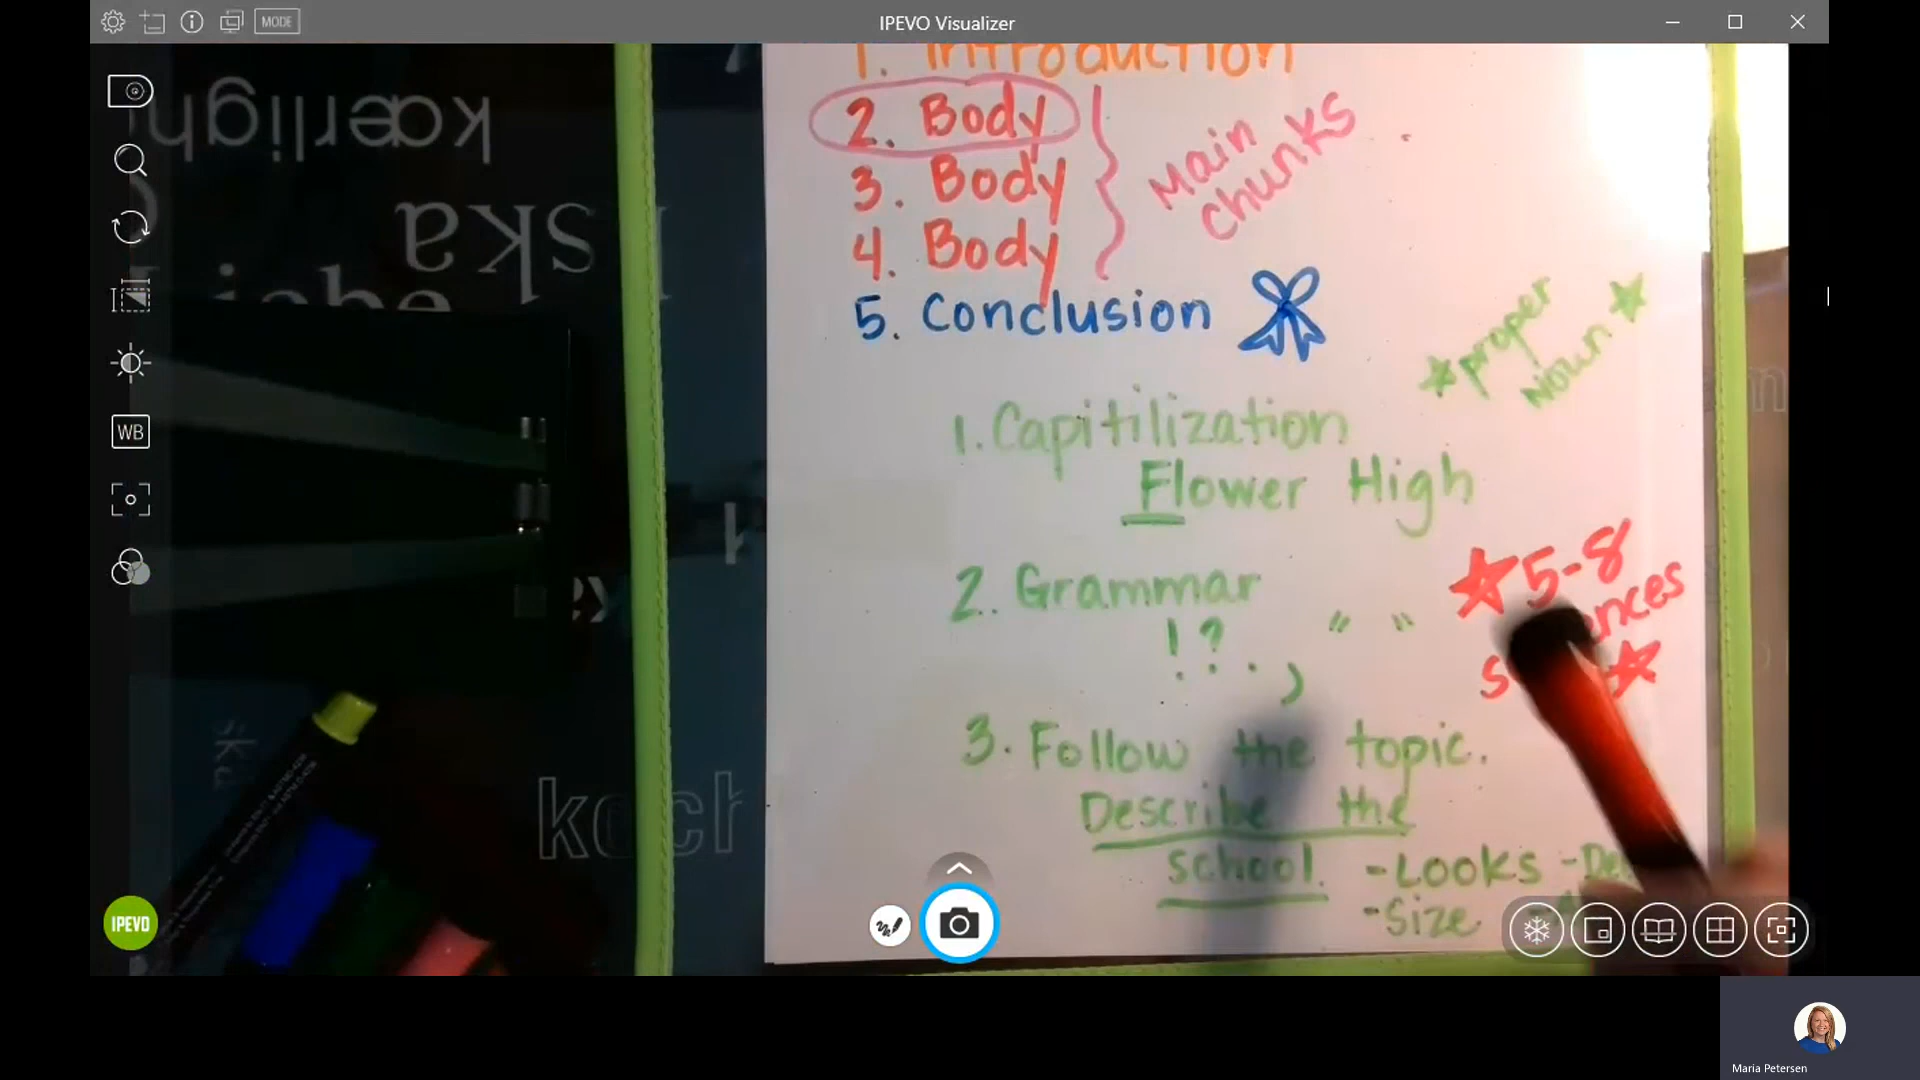 MODE
IPEVO Visualizer
1. Introduction
2. Body
3. Body
4. Body
Main
chunks
5. Conclusion
proper
noun
1. Capitilization
Flower High
2. Grammar
! ? . ,
" "
5-8
3. Follow the topic.
Describe the
school.
-Looks
-Size
kærligh
ska
WB
IPEVO
Maria Petersen